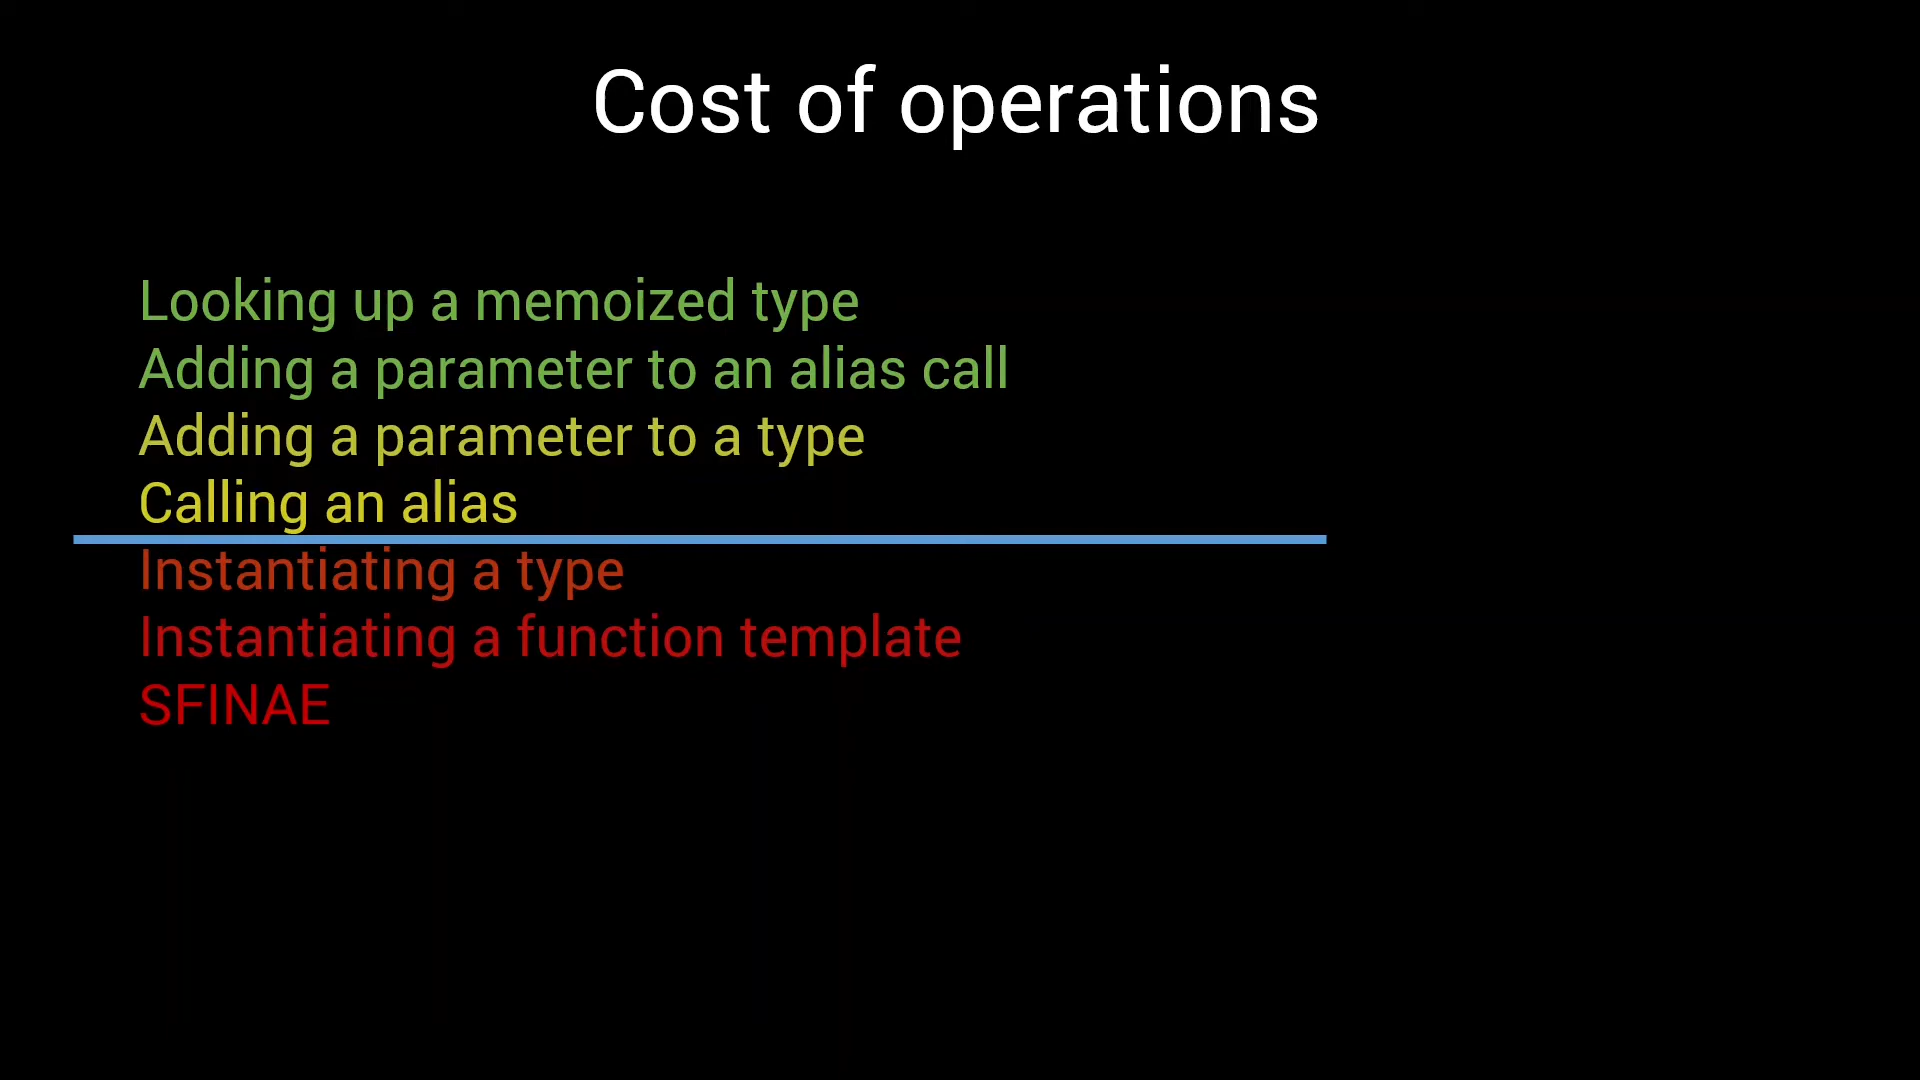 Cost of operations
Looking up a memoized type
Adding a parameter to an alias call
Adding a parameter to a type
Calling an alias
Instantiating a type
Instantiating a function template
SFINAE